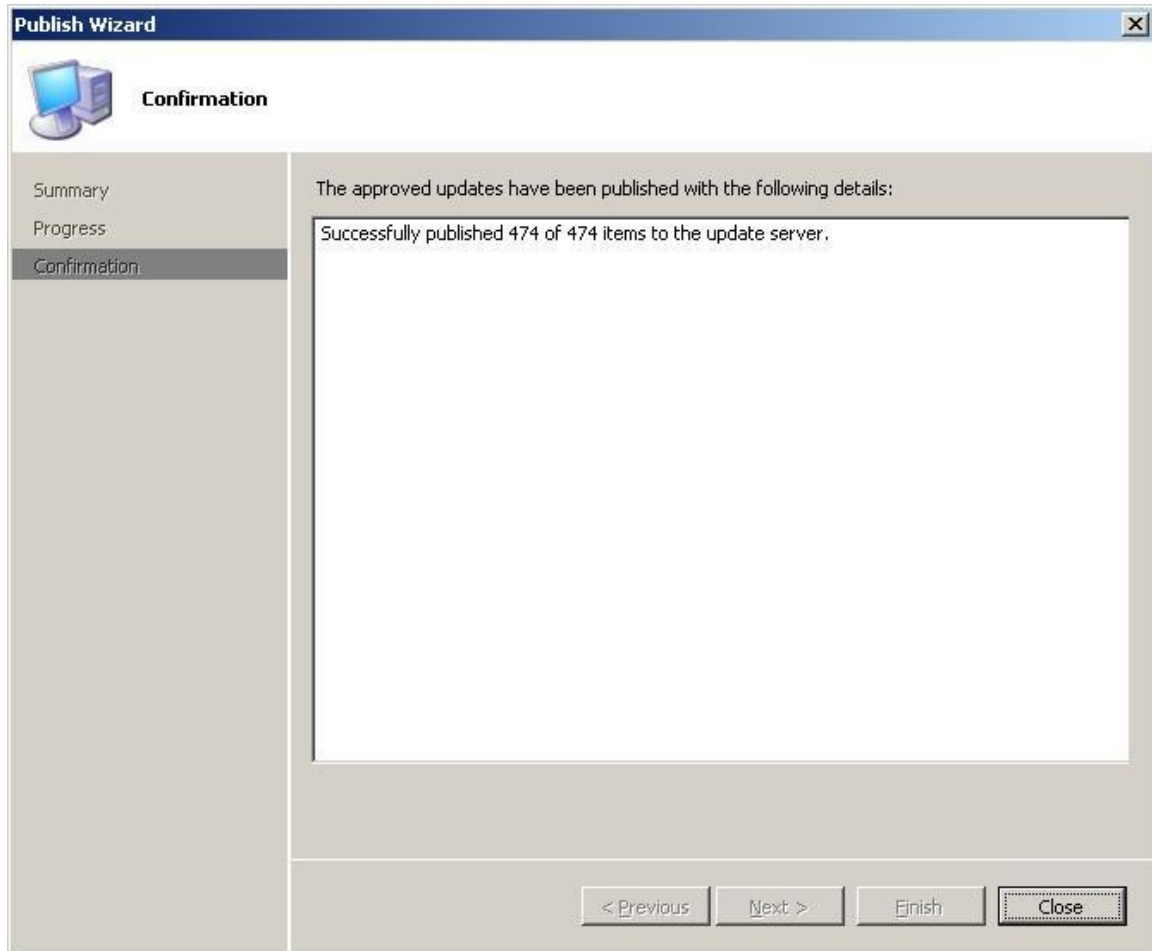 Publish Wizard
Confirmation
Summary
Progress
Confirmation
The approved updates have been published with the following details:
Successfully published 474 of 474 items to the update server.
< Previous
Next >
Finish
Close